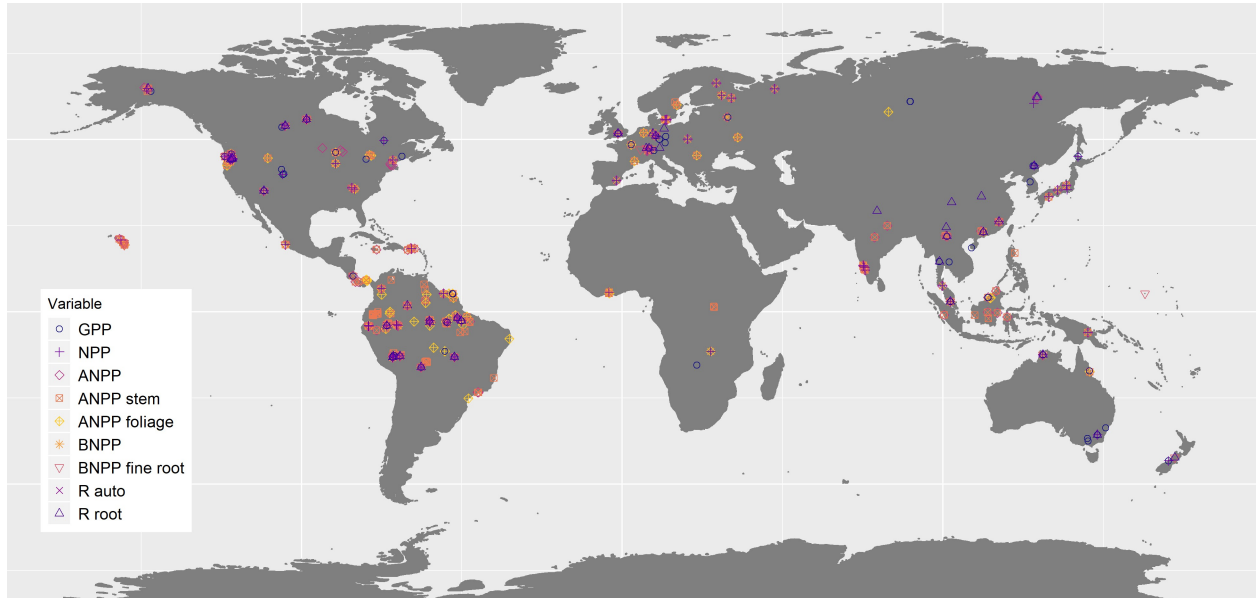 Variable
GPP
NPP
ANPP
ANPP stem
ANPP foliage
BNPP
BNPP fine root
R auto
R root